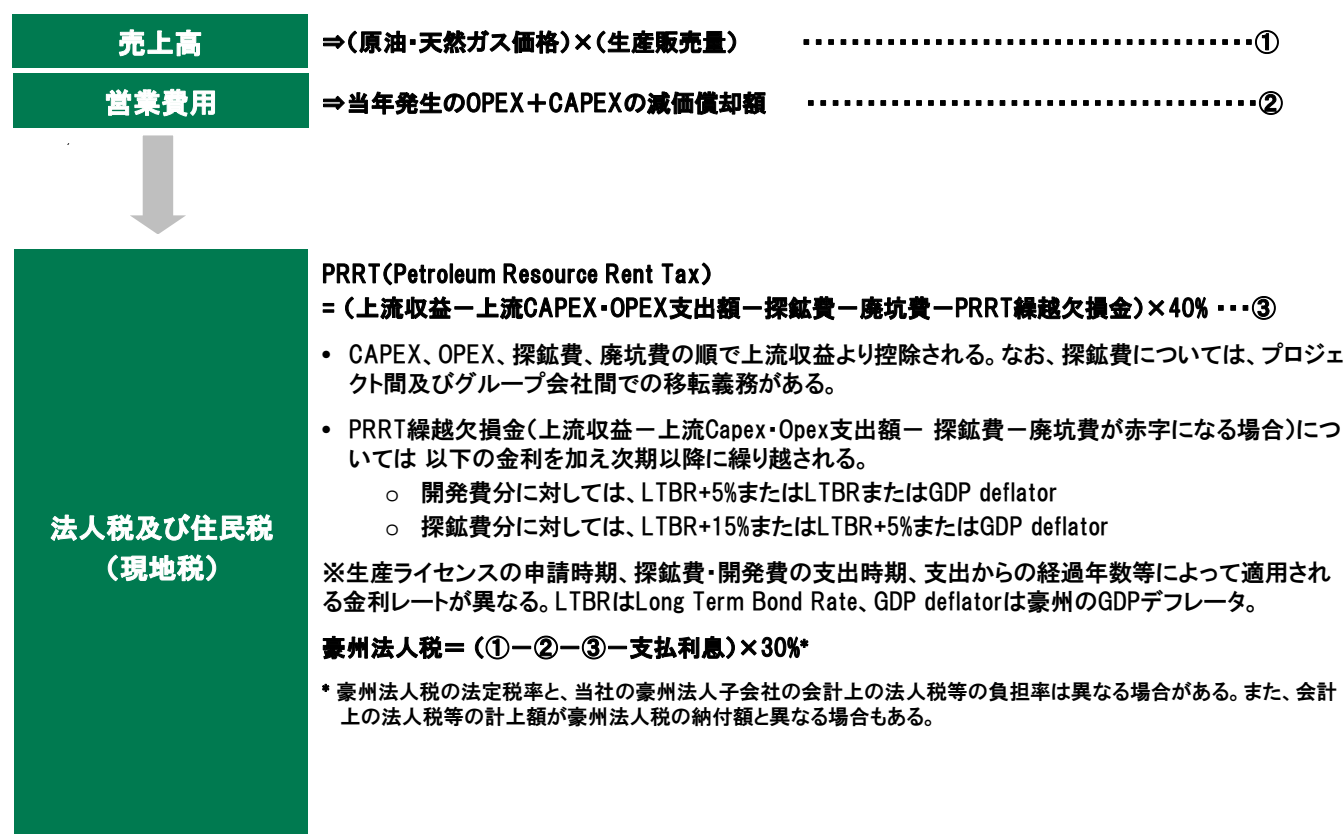 売上高
⇒(原油・天然ガス価格)×(生産販売量) ・・・・・・・・・・・・・・・・・・・・・・・・・・・・・・・・・・・・・①
営業費用
⇒当年発生のOPEX+CAPEXの減価償却額 ・・・・・・・・・・・・・・・・・・・・・・・・・・・・・・・・・・・・・②
法人税及び住民税
(現地税)
PRRT(Petroleum Resource Rent Tax)
= (上流収益－上流CAPEX・OPEX支出額－探鉱費－廃坑費－PRRT繰越欠損金)×40% ・・・③
• CAPEX、OPEX、探鉱費、廃坑費の順で上流収益より控除される。なお、探鉱費については、プロジェ
クト間及びグループ会社間での移転義務がある。
• PRRT繰越欠損金(上流収益－上流Capex・Opex支出額－ 探鉱費－廃坑費が赤字になる場合)につ
いては 以下の金利を加え次期以降に繰り越される。
○ 開発費分に対しては、LTBR+5%またはLTBRまたはGDP deflator
○ 探鉱費分に対しては、LTBR+15%またはLTBR+5%またはGDP deflator
※生産ライセンスの申請時期、探鉱費・開発費の支出時期、支出からの経過年数等によって適用され
る金利レートが異なる。LTBRはLong Term Bond Rate、GDP deflatorは豪州のGDPデフレータ。
豪州法人税＝ (①－②－③－支払利息)×30%*
* 豪州法人税の法定税率と、当社の豪州法人子会社の会計上の法人税等の負担率は異なる場合がある。また、会計
上の法人税等の計上額が豪州法人税の納付額と異なる場合もある。